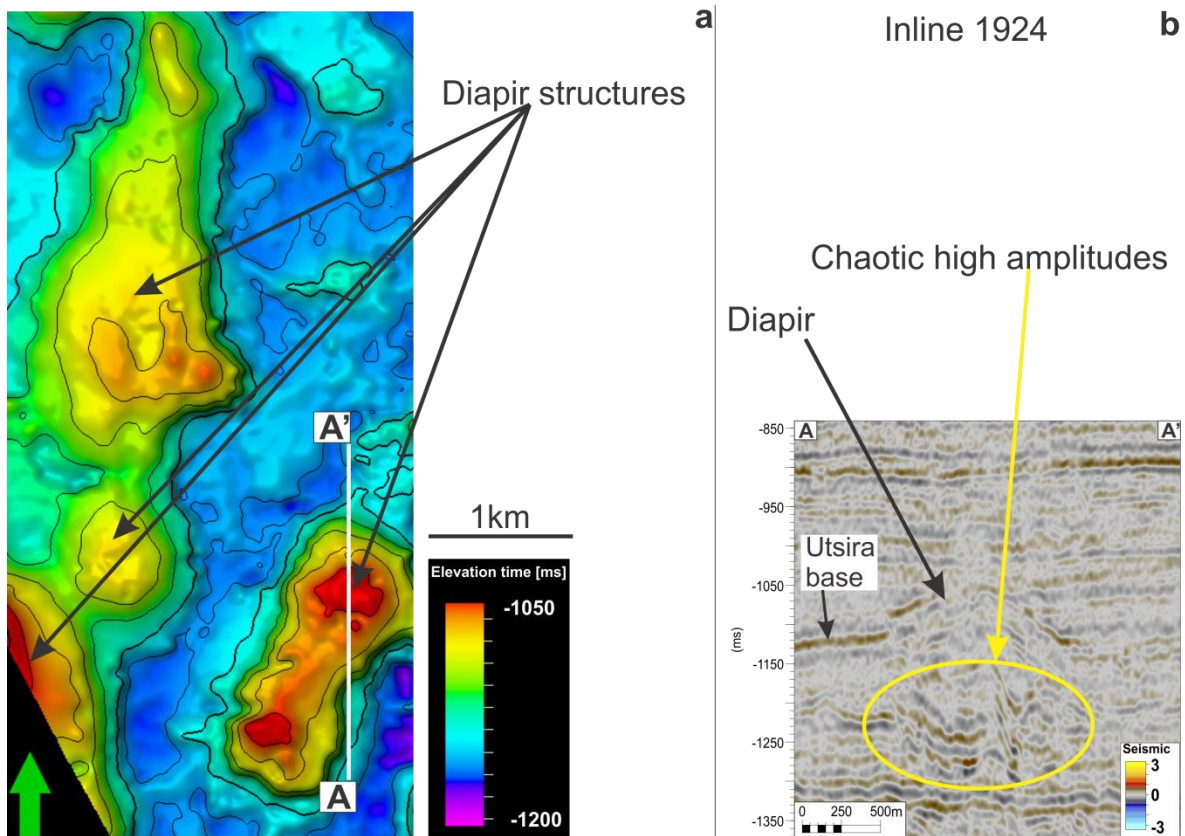 a
Diapir structures
A'
A
1km
Elevation time [ms]
-1050
-1200
b
Inline 1924
Chaotic high amplitudes
Diapir
A
A'
Utsira
base
-850
-950
-1050
(ms)
-1150
-1250
-1350
0 250 500m
Seismic
3
0
-3